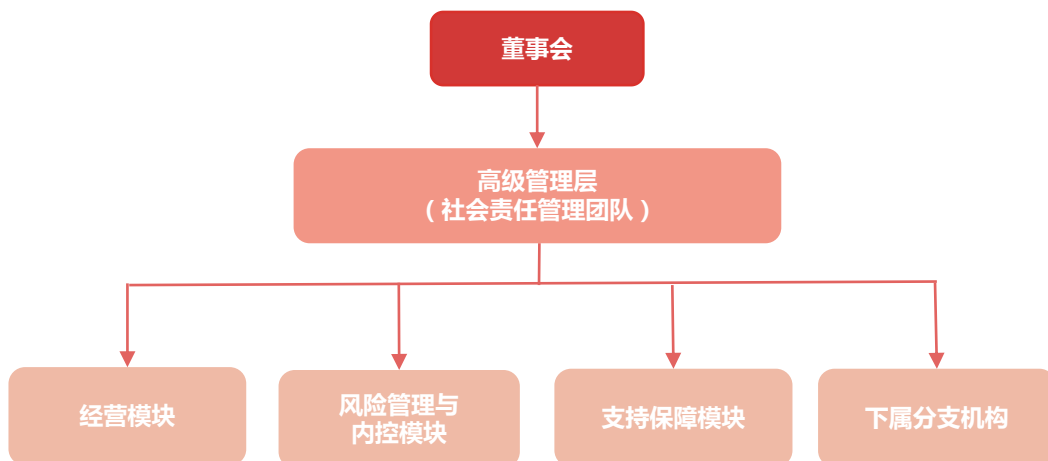 董事会
高级管理层
（社会责任管理团队）
经营模块
风险管理与
内控模块
支持保障模块
下属分支机构